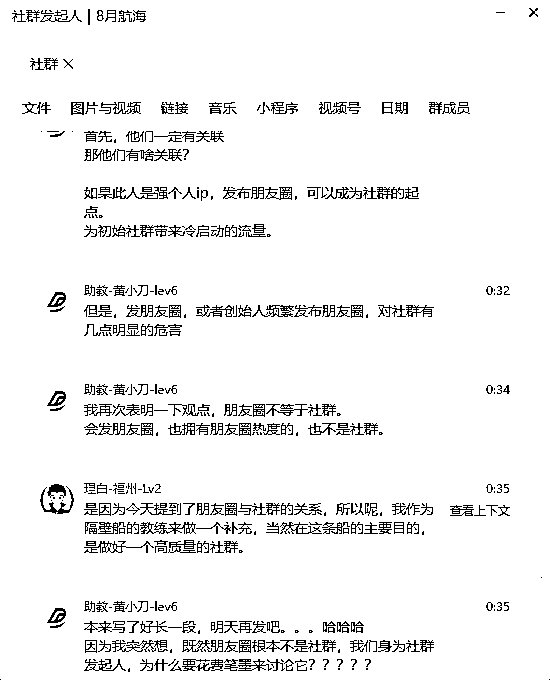 社群发起人 | 8月航海
社群 ×
文件 图片与视频 链接 音乐 小程序 视频号 日期 群成员
首先，他们一定有关联
那他们有啥关联？
如果此人是强个人ip，发布朋友圈，可以成为社群的起
点。
为初始社群带来冷启动的流量。
助教-黄小刀-lev6 0:32
但是，发朋友圈，或者创始人频繁发布朋友圈，对社群有
几点明显的危害
助教-黄小刀-lev6 0:34
我再次表明一下观点，朋友圈不等于社群。
会发朋友圈，也拥有朋友圈热度的，也不是社群。
理白-福州-Lv2 0:35
是因为今天提到了朋友圈与社群的关系，所以呢，我作为 查看上下文
隔壁船的教练来做一个补充，当然在这条船的主要目的，
是做好一个高质量的社群。
助教-黄小刀-lev6 0:35
本来写了好长一段，明天再发吧。。。哈哈哈
因为我突然想，既然朋友圈根本不是社群，我们身为社群
发起人，为什么要花费笔墨来讨论它？？？？？